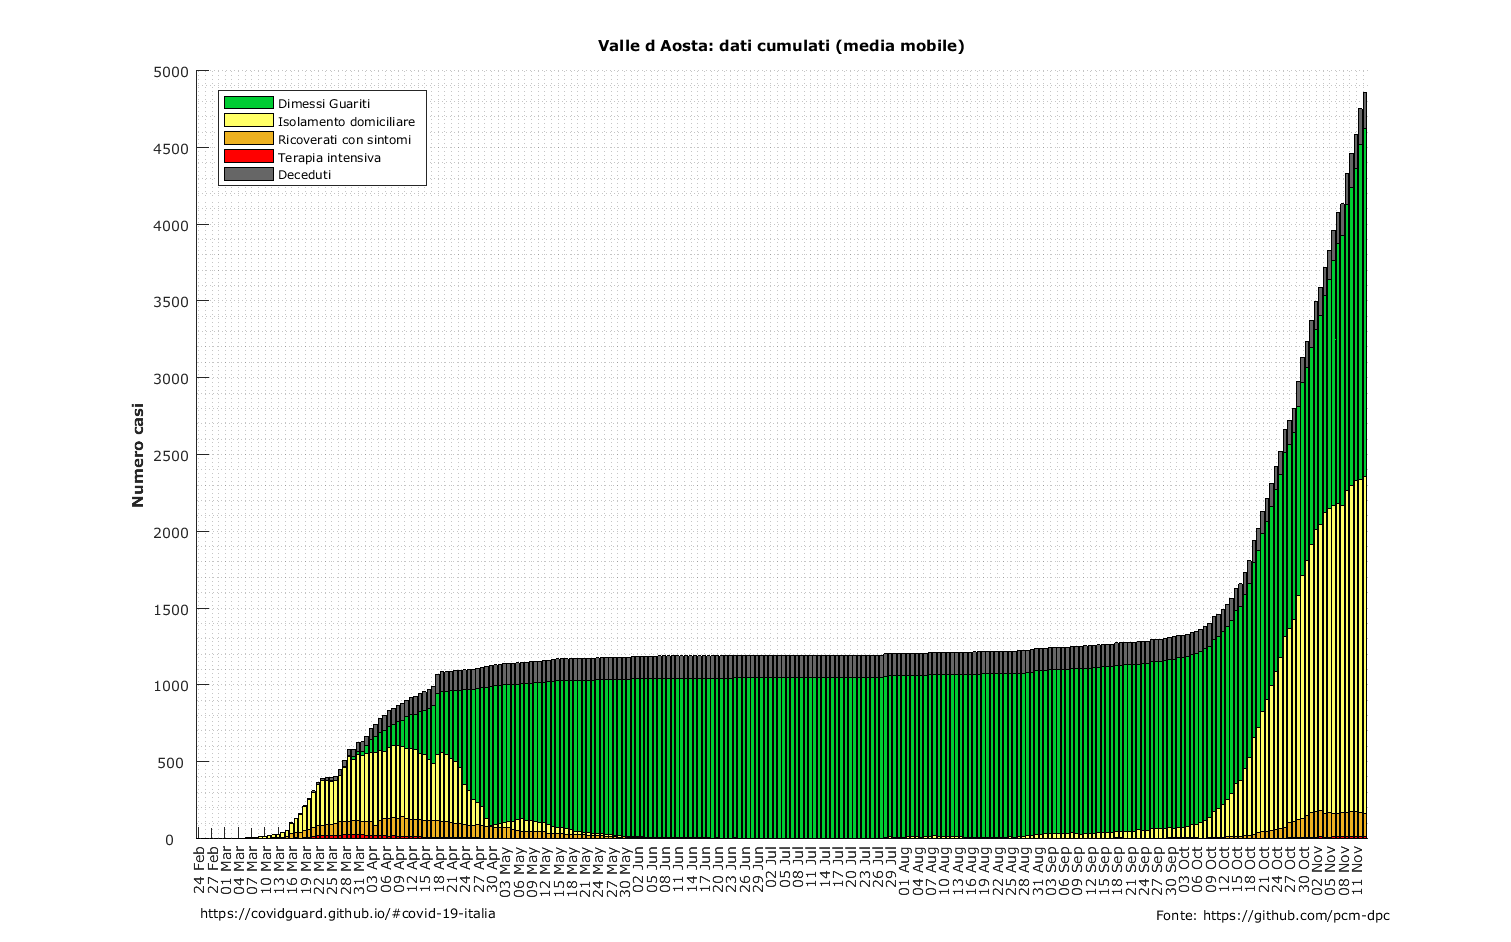 Valle d Aosta: dati cumulati (media mobile)
5000
4500
4000
3500
3000
2500
2000
1500
1000
500
0
Numero casi
Dimessi Guariti
Isolamento domiciliare
Ricoverati con sintomi
Terapia intensiva
Deceduti
24 Feb
27 Feb
01 Mar
04 Mar
07 Mar
10 Mar
13 Mar
16 Mar
19 Mar
22 Mar
25 Mar
28 Mar
31 Mar
03 Apr
06 Apr
09 Apr
12 Apr
15 Apr
18 Apr
21 Apr
24 Apr
27 Apr
30 Apr
03 May
06 May
09 May
12 May
15 May
18 May
21 May
24 May
27 May
30 May
02 Jun
05 Jun
08 Jun
11 Jun
14 Jun
17 Jun
20 Jun
23 Jun
26 Jun
29 Jun
02 Jul
05 Jul
08 Jul
11 Jul
14 Jul
17 Jul
20 Jul
23 Jul
26 Jul
29 Jul
01 Aug
04 Aug
07 Aug
10 Aug
13 Aug
16 Aug
19 Aug
22 Aug
25 Aug
28 Aug
31 Aug
03 Sep
06 Sep
09 Sep
12 Sep
15 Sep
18 Sep
21 Sep
24 Sep
27 Sep
30 Sep
03 Oct
06 Oct
09 Oct
12 Oct
15 Oct
18 Oct
21 Oct
24 Oct
27 Oct
30 Oct
02 Nov
05 Nov
08 Nov
11 Nov
https://covidguard.github.io/#covid-19-italia
Fonte: https://github.com/pcm-dpc